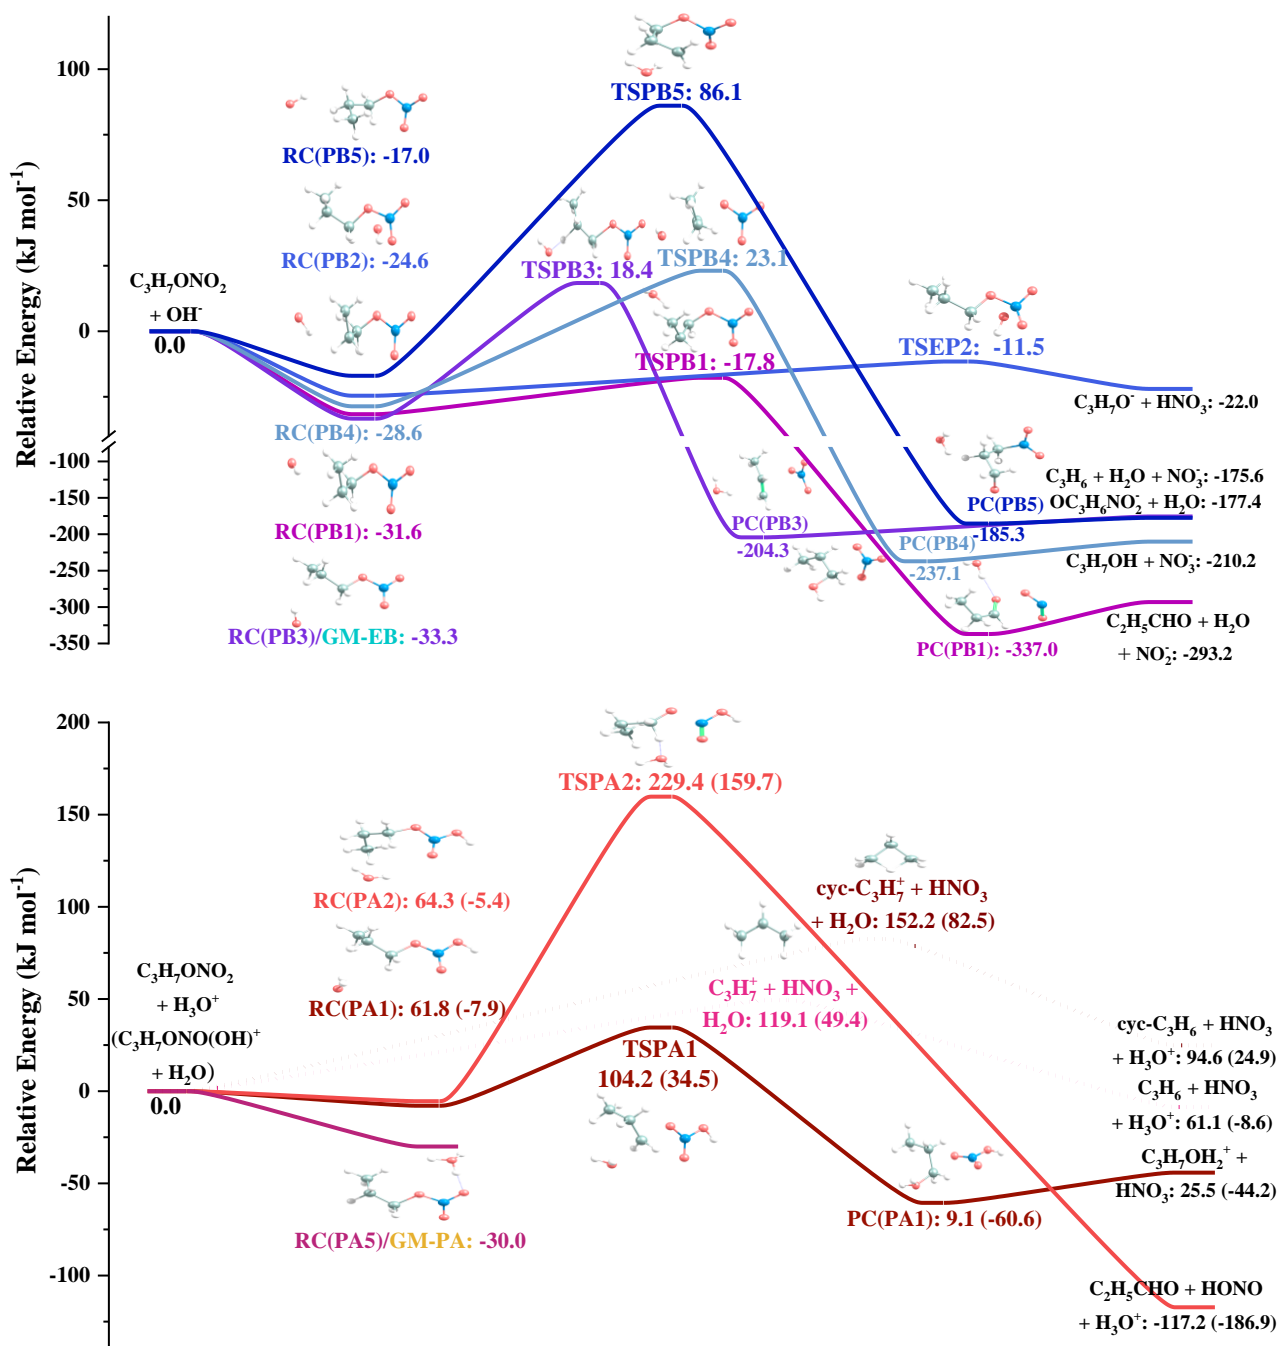 Relative Energy (kJ mol⁻¹)
100
50
0
-100
-150
-200
-250
-300
-350
TSPB5: 86.1
RC(PB5): -17.0
RC(PB2): -24.6
TSPB3: 18.4
TSPB4: 23.1
C₃H₇ONO₂
+ OH⁻
0.0
TSPB1: -17.8
TSEP2: -11.5
C₃H₇O⁻ + HNO₃: -22.0
RC(PB4): -28.6
RC(PB1): -31.6
RC(PB3)/GM-EB: -33.3
C₃H₆ + H₂O + NO₃⁻: -175.6
PC(PB5)
OC₃H₆NO₂⁻ + H₂O: -177.4
-185.3
PC(PB3)
-204.3
PC(PB4)
-237.1
C₃H₇OH + NO₃⁻: -210.2
PC(PB1): -337.0
C₂H₅CHO + H₂O
+ NO₂⁻: -293.2
Relative Energy (kJ mol⁻¹)
200
150
100
50
0
-50
-100
TSPA2: 229.4 (159.7)
RC(PA2): 64.3 (-5.4)
cyc-C₃H₇⁺ + HNO₃
+ H₂O: 152.2 (82.5)
RC(PA1): 61.8 (-7.9)
C₃H₇⁺ + HNO₃ +
H₂O: 119.1 (49.4)
C₃H₇ONO₂
+ H₃O⁺
(C₃H₇ONO(OH)⁺
+ H₂O)
0.0
TSPA1
104.2 (34.5)
cyc-C₃H₆ + HNO₃
+ H₃O⁺: 94.6 (24.9)
C₃H₆ + HNO₃
+ H₃O⁺: 61.1 (-8.6)
C₃H₇OH₂⁺ +
HNO₃: 25.5 (-44.2)
PC(PA1): 9.1 (-60.6)
RC(PA5)/GM-PA: -30.0
C₂H₅CHO + HONO
+ H₃O⁺: -117.2 (-186.9)